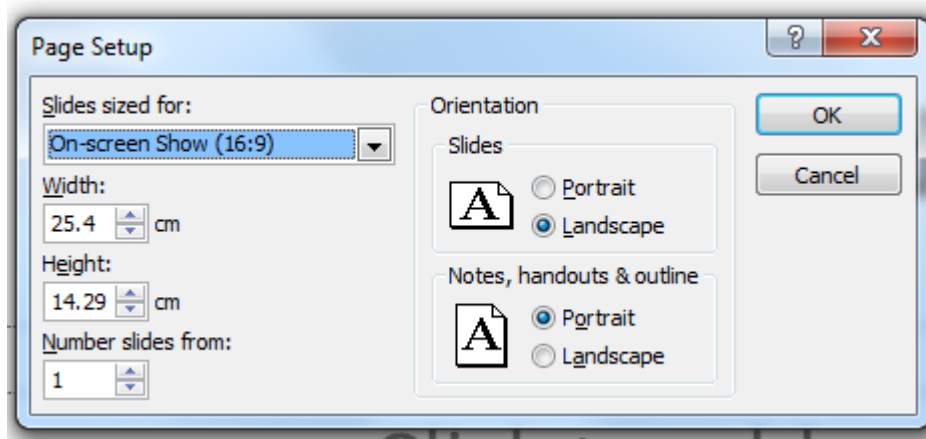 Page Setup
Slides sized for:
On-screen Show (16:9)
Width:
25.4 cm
Height:
14.29 cm
Number slides from:
1
Orientation
Slides
A
Portrait
Landscape
Notes, handouts & outline
A
Portrait
Landscape
OK
Cancel